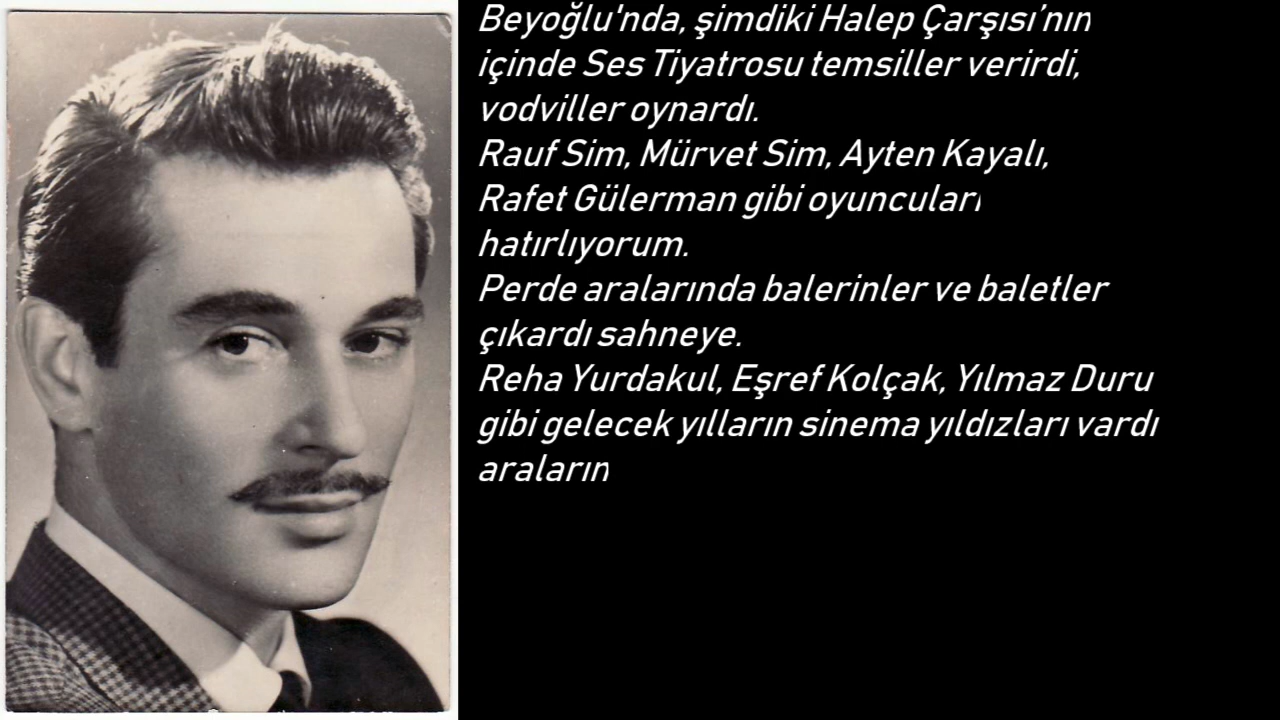 Beyoğlu'nda, şimdiki Halep Çarşısı’nın
içinde Ses Tiyatrosu temsiller verirdi,
vodviller oynardı.
Rauf Sim, Mürvet Sim, Ayten Kayalı,
Rafet Gülerman gibi oyuncuları
hatırlıyorum.
Perde aralarında balerinler ve baletler
çıkardı sahneye.
Reha Yurdakul, Eşref Kolçak, Yılmaz Duru
gibi gelecek yılların sinema yıldızları vardı
araların